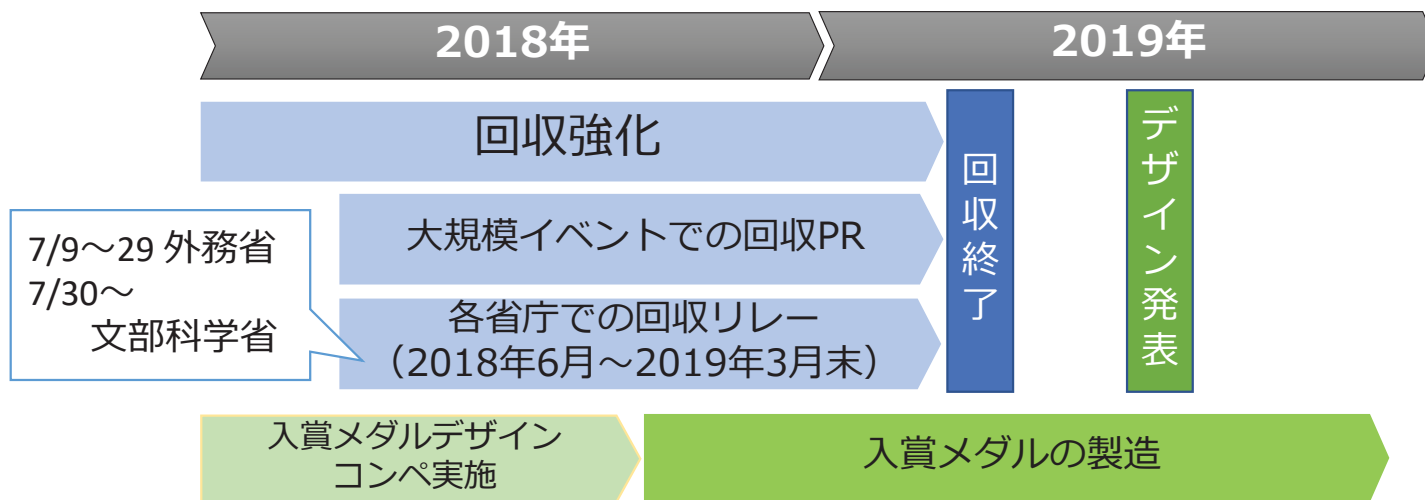 2018年
2019年
回収強化
大規模イベントでの回収PR
7/9～29 外務省
7/30～
文部科学省
各省庁での回収リレー
（2018年6月～2019年3月末）
回収終了
デザイン発表
入賞メダルデザイン
コンペ実施
入賞メダルの製造